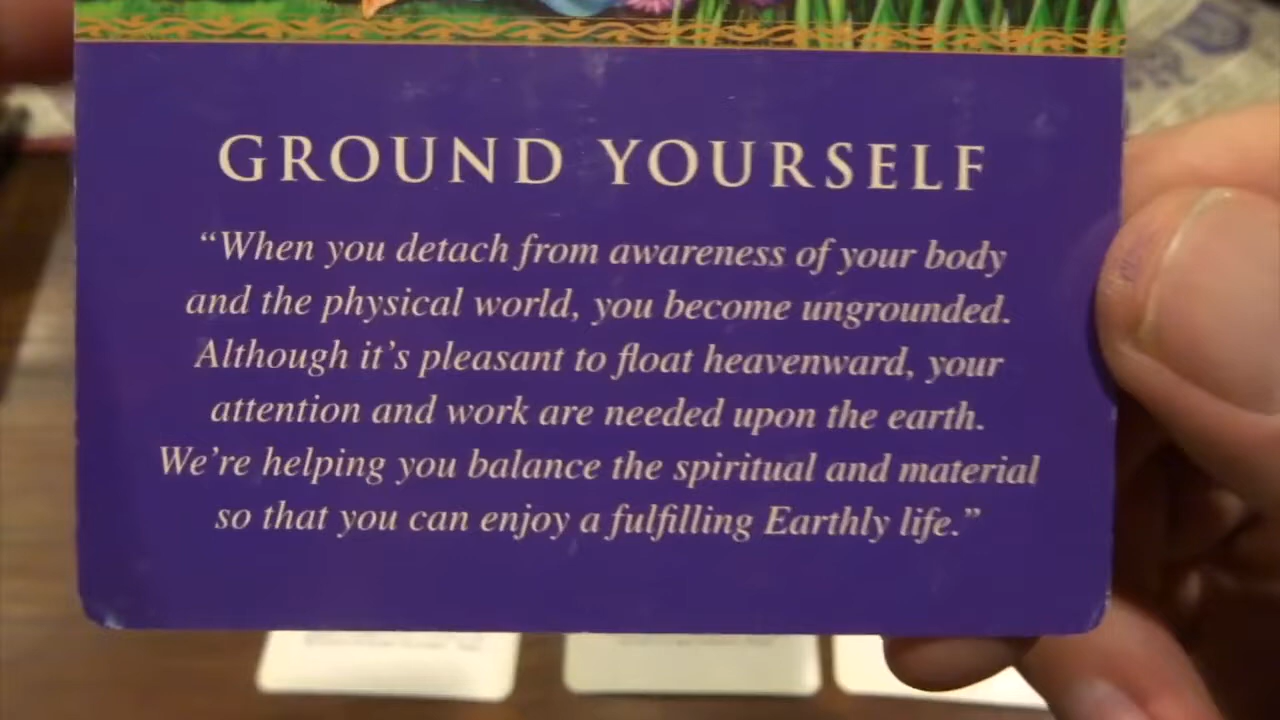 GROUND YOURSELF
“When you detach from awareness of your body
and the physical world, you become ungrounded.
Although it’s pleasant to float heavenward, your
attention and work are needed upon the earth.
We’re helping you balance the spiritual and material
so that you can enjoy a fulfilling Earthly life.”